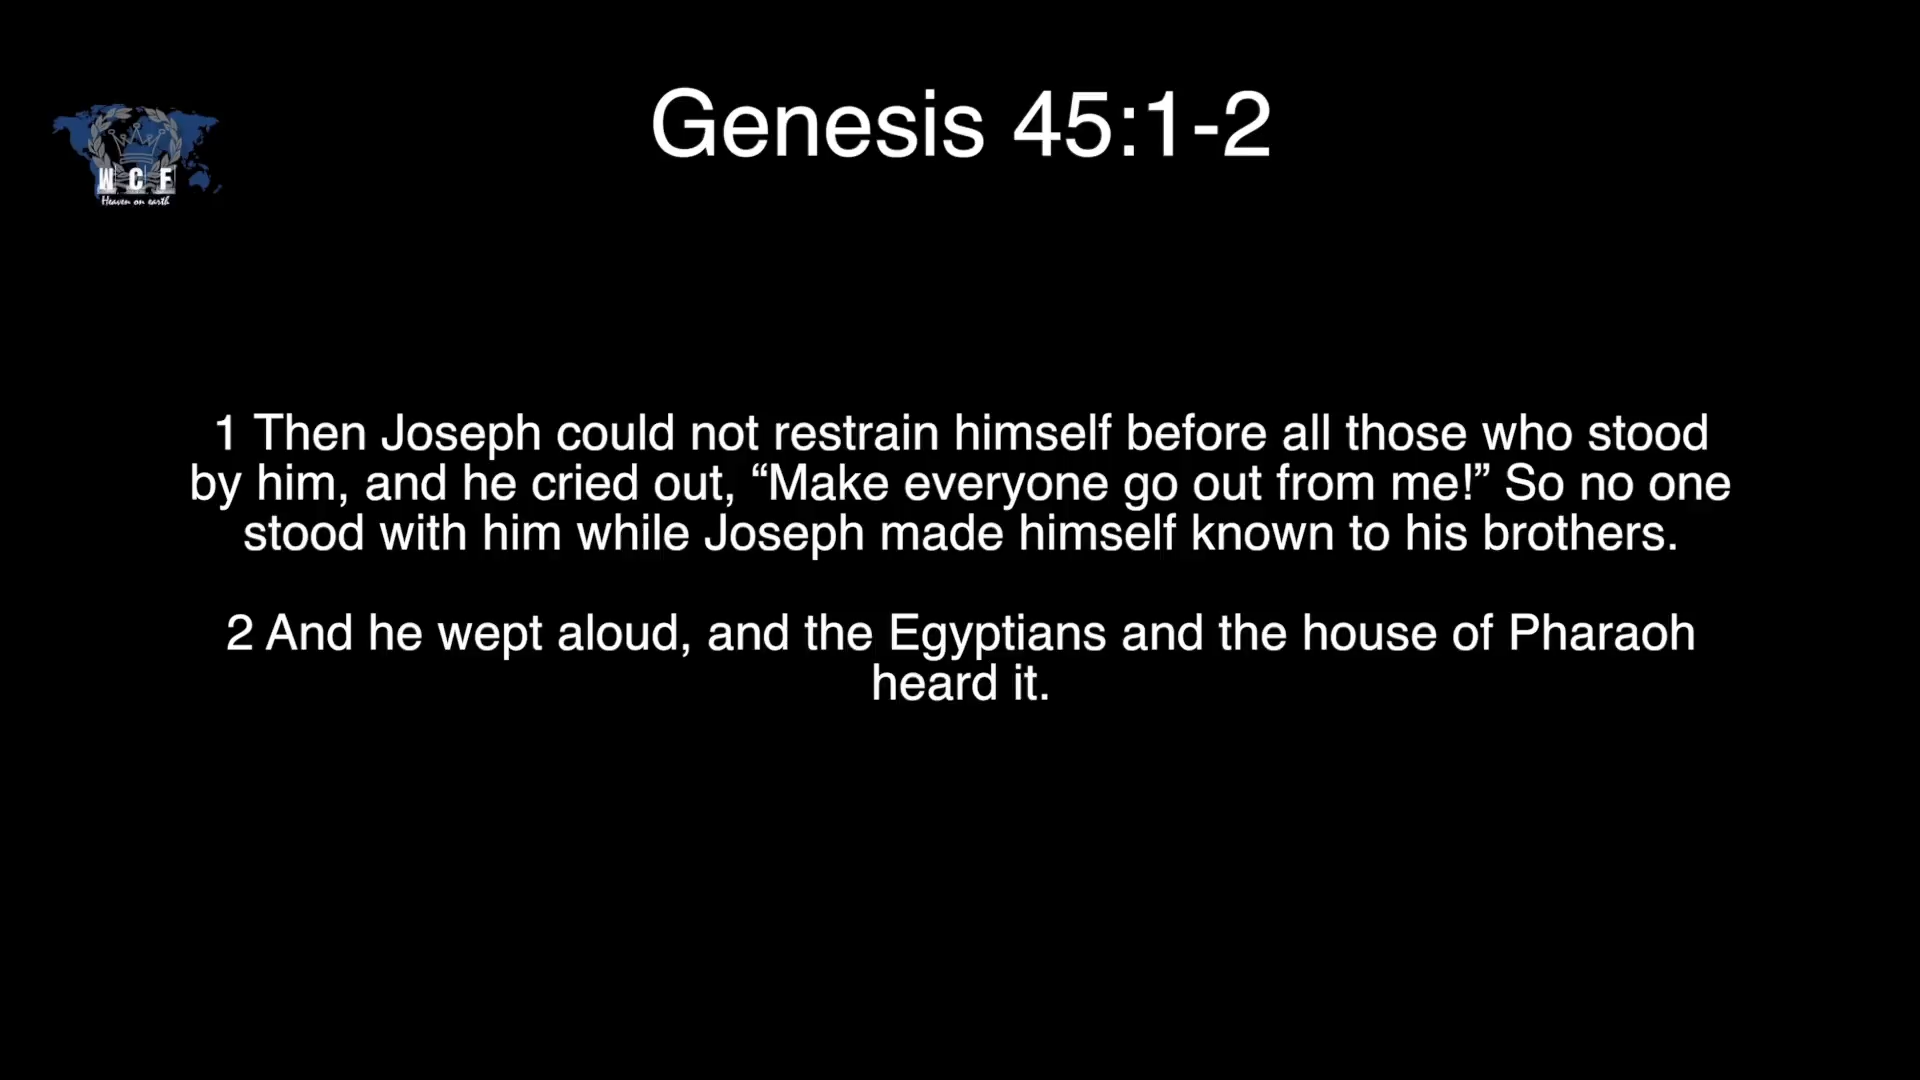 Genesis 45:1-2
W C F
Heaven on earth
1 Then Joseph could not restrain himself before all those who stood
by him, and he cried out, “Make everyone go out from me!” So no one
stood with him while Joseph made himself known to his brothers.
2 And he wept aloud, and the Egyptians and the house of Pharaoh
heard it.